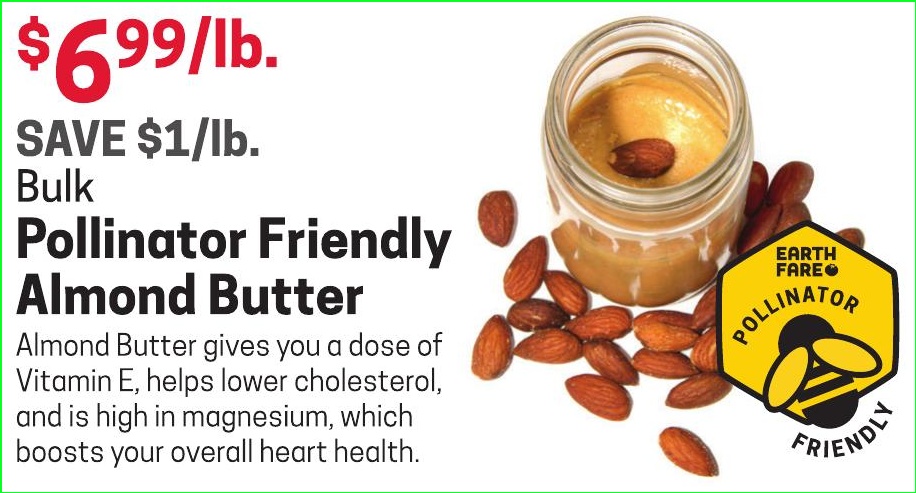 $6.99/lb.
SAVE $1/lb.
Bulk
Pollinator Friendly
Almond Butter
Almond Butter gives you a dose of
Vitamin E, helps lower cholesterol,
and is high in magnesium, which
boosts your overall heart health.
EARTH
FARE
POLLINATOR
FRIENDLY